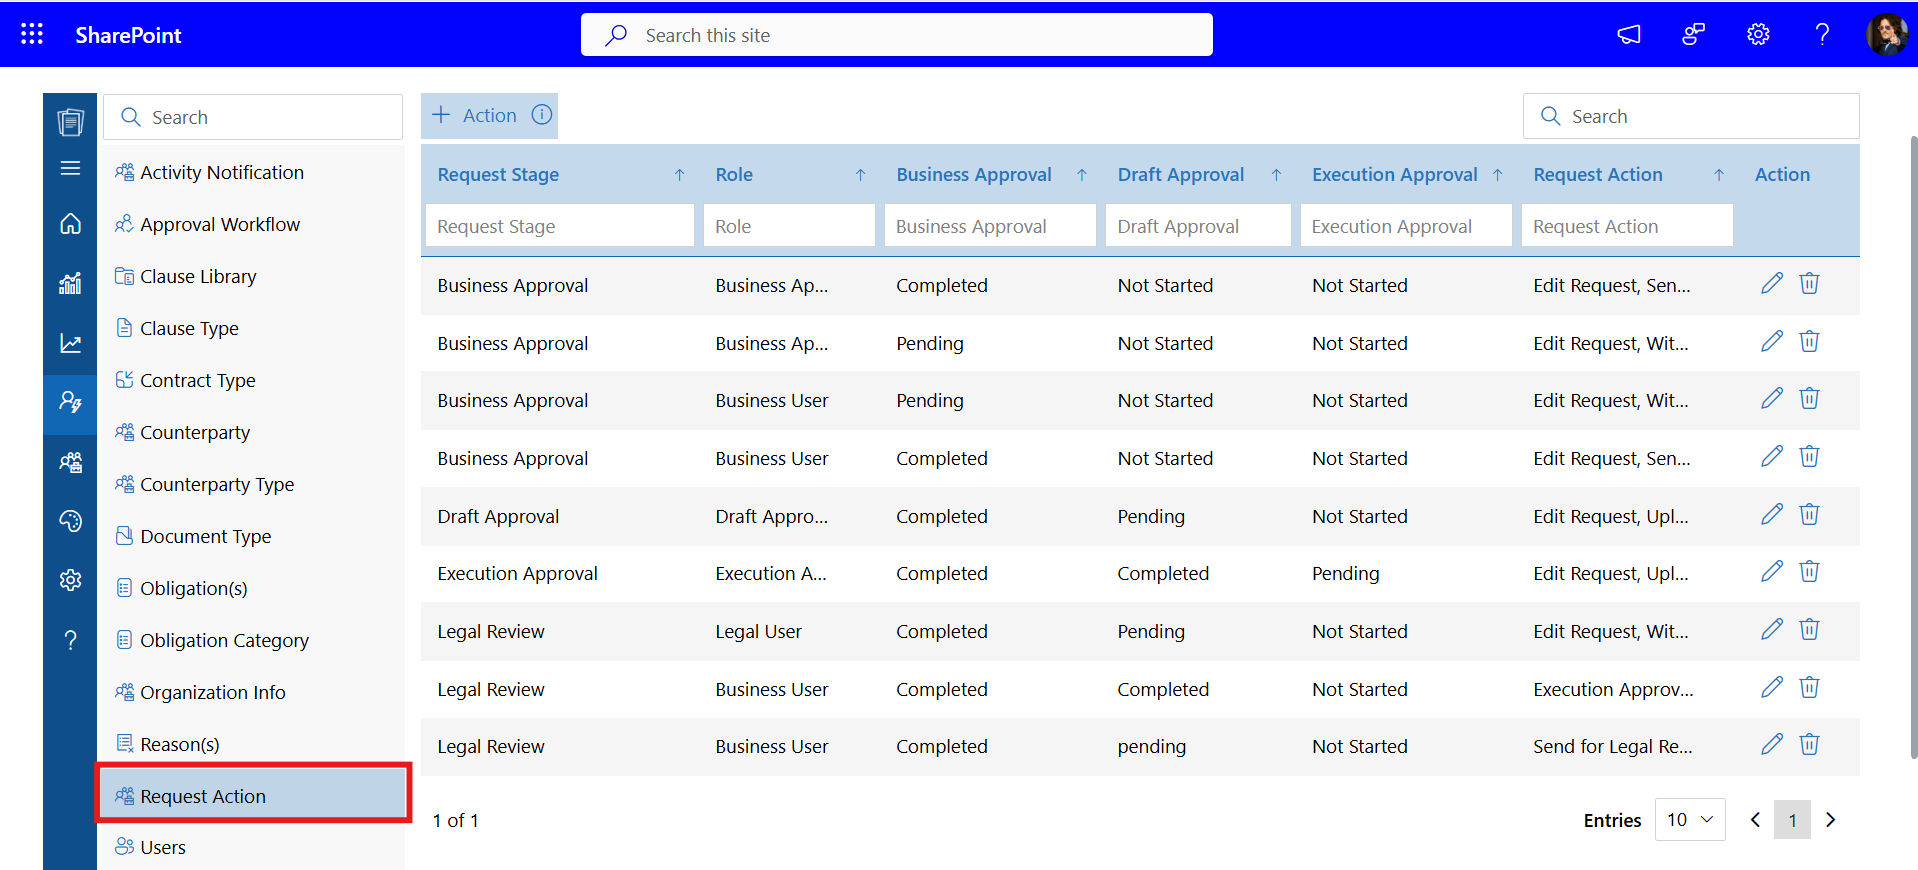 SharePoint
Search this site
Search
Activity Notification
Approval Workflow
Clause Library
Clause Type
Contract Type
Counterparty
Counterparty Type
Document Type
Obligation(s)
Obligation Category
Organization Info
Reason(s)
Request Action
Users
+ Action
Search
Request Stage Role Business Approval Draft Approval Execution Approval Request Action Action
Request Stage Role Business Approval Draft Approval Execution Approval Request Action
Business Approval Business Ap... Completed Not Started Not Started Edit Request, Sen...
Business Approval Business Ap... Pending Not Started Not Started Edit Request, Wit...
Business Approval Business User Pending Not Started Not Started Edit Request, Wit...
Business Approval Business User Completed Not Started Not Started Edit Request, Sen...
Draft Approval Draft Appro... Completed Pending Not Started Edit Request, Upl...
Execution Approval Execution A... Completed Completed Pending Edit Request, Upl...
Legal Review Legal User Completed Pending Not Started Edit Request, Wit...
Legal Review Business User Completed Completed Not Started Execution Approv...
Legal Review Business User Completed pending Not Started Send for Legal Re...
1 of 1
Entries 10 1